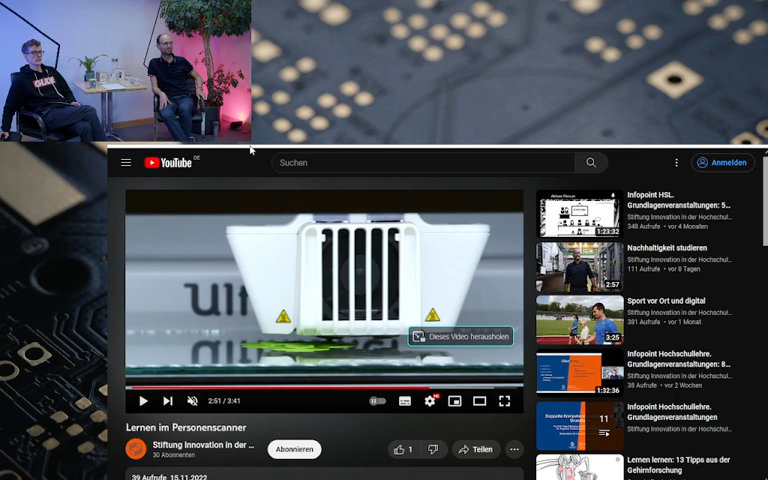 YouTube DE
Suchen
Anmelden
Dieses Video herausholen
2:51 / 3:41
Lernen im Personenscanner
Stiftung Innovation in der ...
30 Abonnenten
Abonnieren
1
Teilen
39 Aufrufe 15.11.2022
Infopoint HSL.
Grundlagenveranstaltungen: 5...
Stiftung Innovation in der Hochschul...
348 Aufrufe • vor 4 Monaten
1:23:32
Nachhaltigkeit studieren
Stiftung Innovation in der Hochschul...
111 Aufrufe • vor 8 Tagen
2:57
Sport vor Ort und digital
Stiftung Innovation in der Hochschul...
381 Aufrufe • vor 1 Monat
3:25
Infopoint Hochschullehre.
Grundlagenveranstaltungen: 8...
Stiftung Innovation in der Hochschul...
38 Aufrufe • vor 2 Wochen
1:32:36
Infopoint Hochschullehre.
Grundlagenveranstaltungen
Stiftung Innovation in der Hochschul...
11
Lernen lernen: 13 Tipps aus der
Gehirnforschung